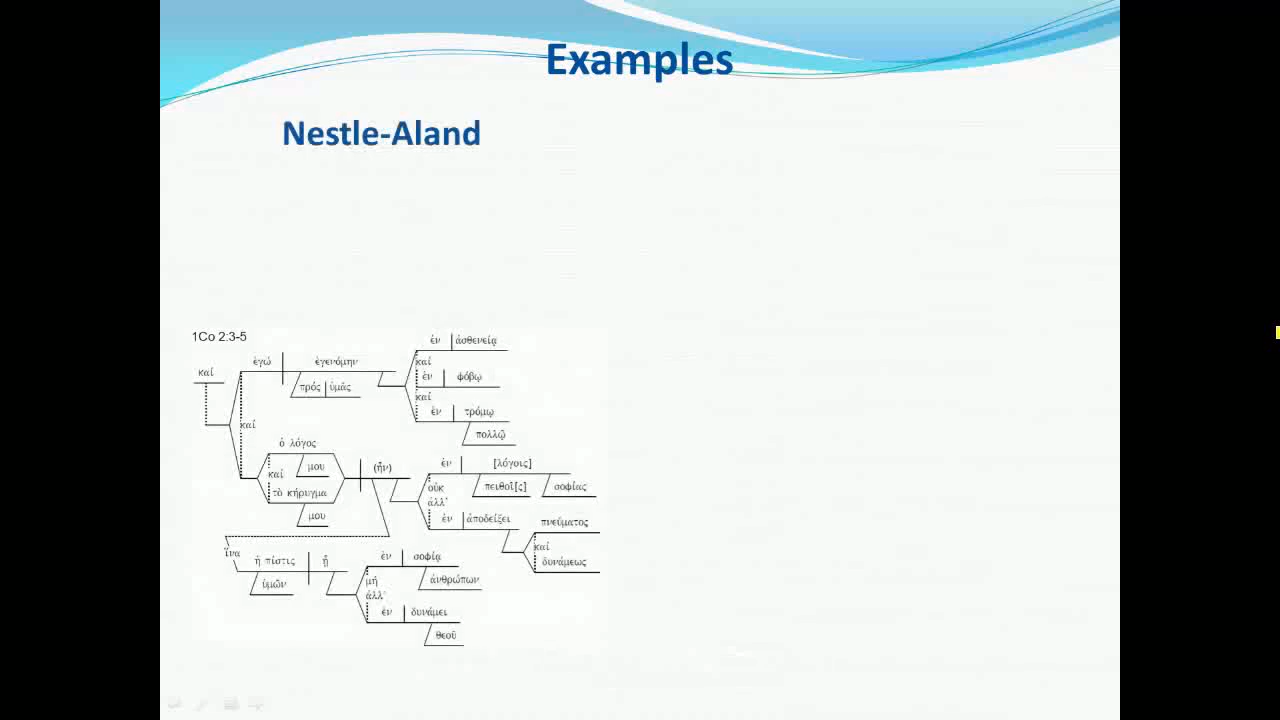 Examples
Nestle-Aland
1Co 2:3-5
ἐν ἀσθενείᾳ
καί ἐγώ ἐγενόμην καί
πρός ὑμᾶς ἐν φόβῳ
καί
ἐν τρόμῳ
καί
πολλῷ
ὁ λόγος
καί μου (ἦν) ἐν [λόγοις]
τὸ κήρυγμα οὐκ πειθοῖ[ς] σοφίας
ἀλλ’
μου ἐν ἀποδείξει πνεύματος
καί
ἵνα
ἡ πίστις ᾖ ἐν σοφίᾳ δυνάμεως
ὑμῶν μή ἀνθρώπων
ἀλλ’
ἐν δυνάμει
θεοῦ